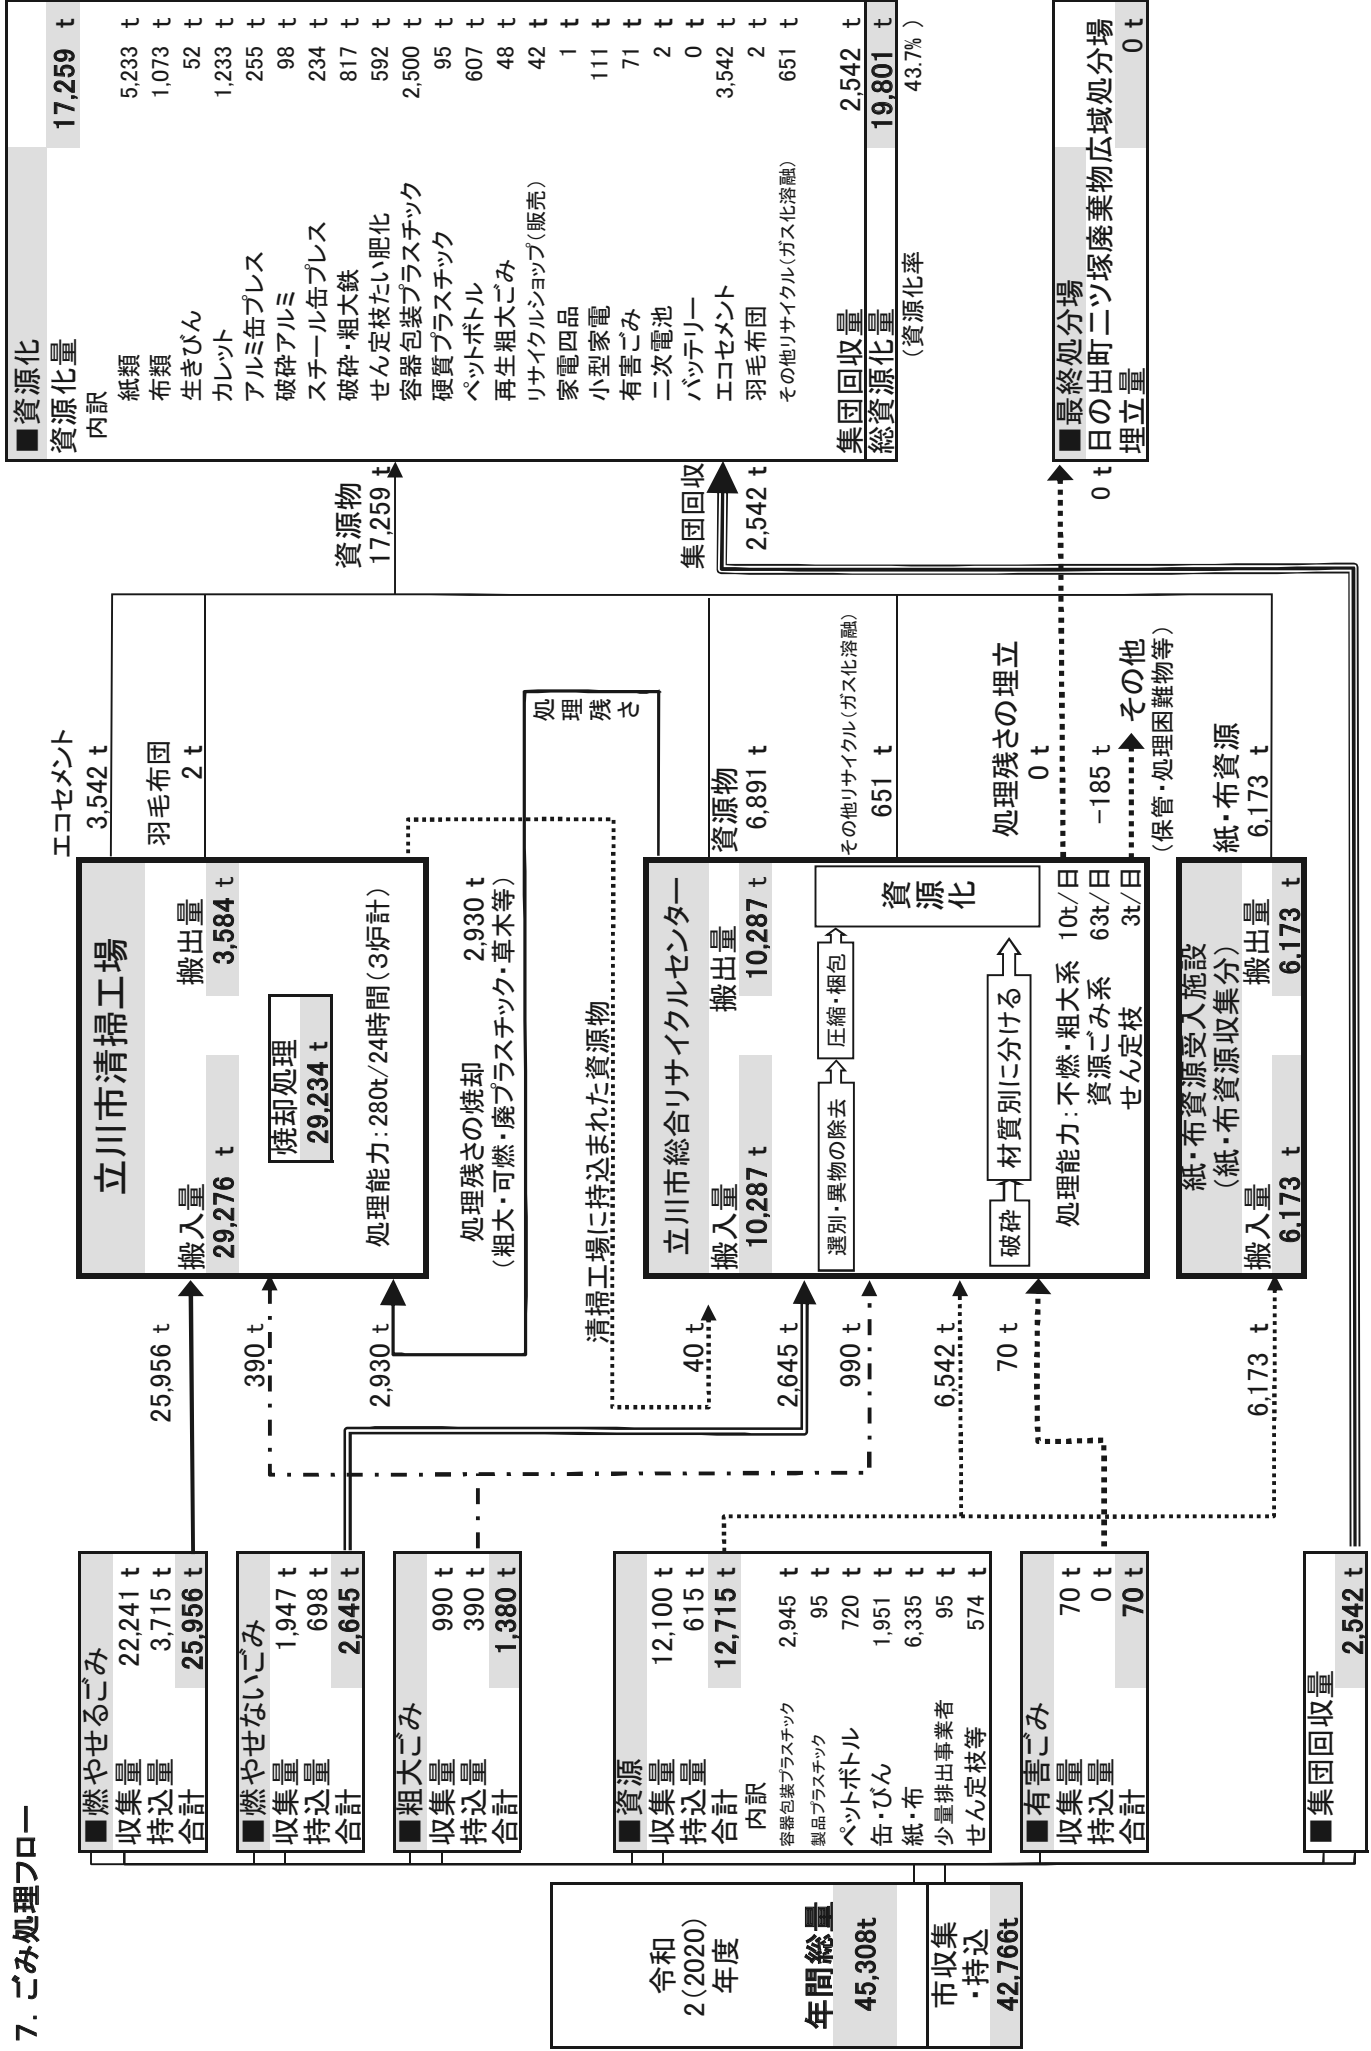 7. ごみ処理フロー
令和
2(2020)
年度
年間総量
45,308t
市収集
・持込
42,766t
■燃やせるごみ
収集量 22,241 t
持込量 3,715 t
合計 25,956 t
■燃やせないごみ
収集量 1,947 t
持込量 698 t
合計 2,645 t
■粗大ごみ
収集量 990 t
持込量 390 t
合計 1,380 t
■資源
収集量 12,100 t
持込量 615 t
合計 12,715 t
内訳
容器包装プラスチック 2,945 t
製品プラスチック 95 t
ペットボトル 720 t
缶・びん 1,951 t
紙・布 6,335 t
少量排出事業者 95 t
せん定枝等 574 t
■有害ごみ
収集量 70 t
持込量 0 t
合計 70 t
■集団回収量
2,542 t
25,956 t
390 t
2,930 t
清掃工場に持込まれた資源物
40 t
2,645 t
990 t
6,542 t
70 t
6,173 t
立川市清掃工場
搬入量 搬出量
29,276 t 3,584 t
焼却処理
29,234 t
処理能力：280t/24時間(3炉計)
処理残さの焼却 2,930 t
(粗大・可燃・廃プラスチック・草木等)
立川市総合リサイクルセンター
搬入量 搬出量
10,287 t 10,287 t
選別・異物の除去
圧縮・梱包
資源化
破砕
材質別に分ける
処理能力：不燃・粗大系 10t/日
資源ごみ系 63t/日
せん定枝 3t/日
紙・布資源受入施設
(紙・布資源収集分)
搬入量 搬出量
6,173 t 6,173 t
エコセメント
3,542 t
羽毛布団
2 t
処理残さ
資源物
6,891 t
その他リサイクル(ガス化溶融)
651 t
処理残さの埋立
0 t
−185 t
その他
(保管・処理困難物等)
紙・布資源
6,173 t
資源物
17,259 t
集団回収
2,542 t
0 t
■資源化
資源化量 17,259 t
内訳
紙類 5,233 t
布類 1,073 t
生きびん 52 t
カレット 1,233 t
アルミ缶プレス 255 t
破砕アルミ 98 t
スチール缶プレス 234 t
破砕・粗大鉄 817 t
せん定枝たい肥化 592 t
容器包装プラスチック 2,500 t
硬質プラスチック 95 t
ペットボトル 607 t
再生粗大ごみ 48 t
リサイクルショップ(販売) 42 t
家電四品 1 t
小型家電 111 t
有害ごみ 71 t
二次電池 2 t
バッテリー 0 t
エコセメント 3,542 t
羽毛布団 2 t
その他リサイクル(ガス化溶融) 651 t
集団回収量 2,542 t
総資源化量 19,801 t
(資源化率 43.7% )
■最終処分場
日の出町二ツ塚廃棄物広域処分場
埋立量 0 t